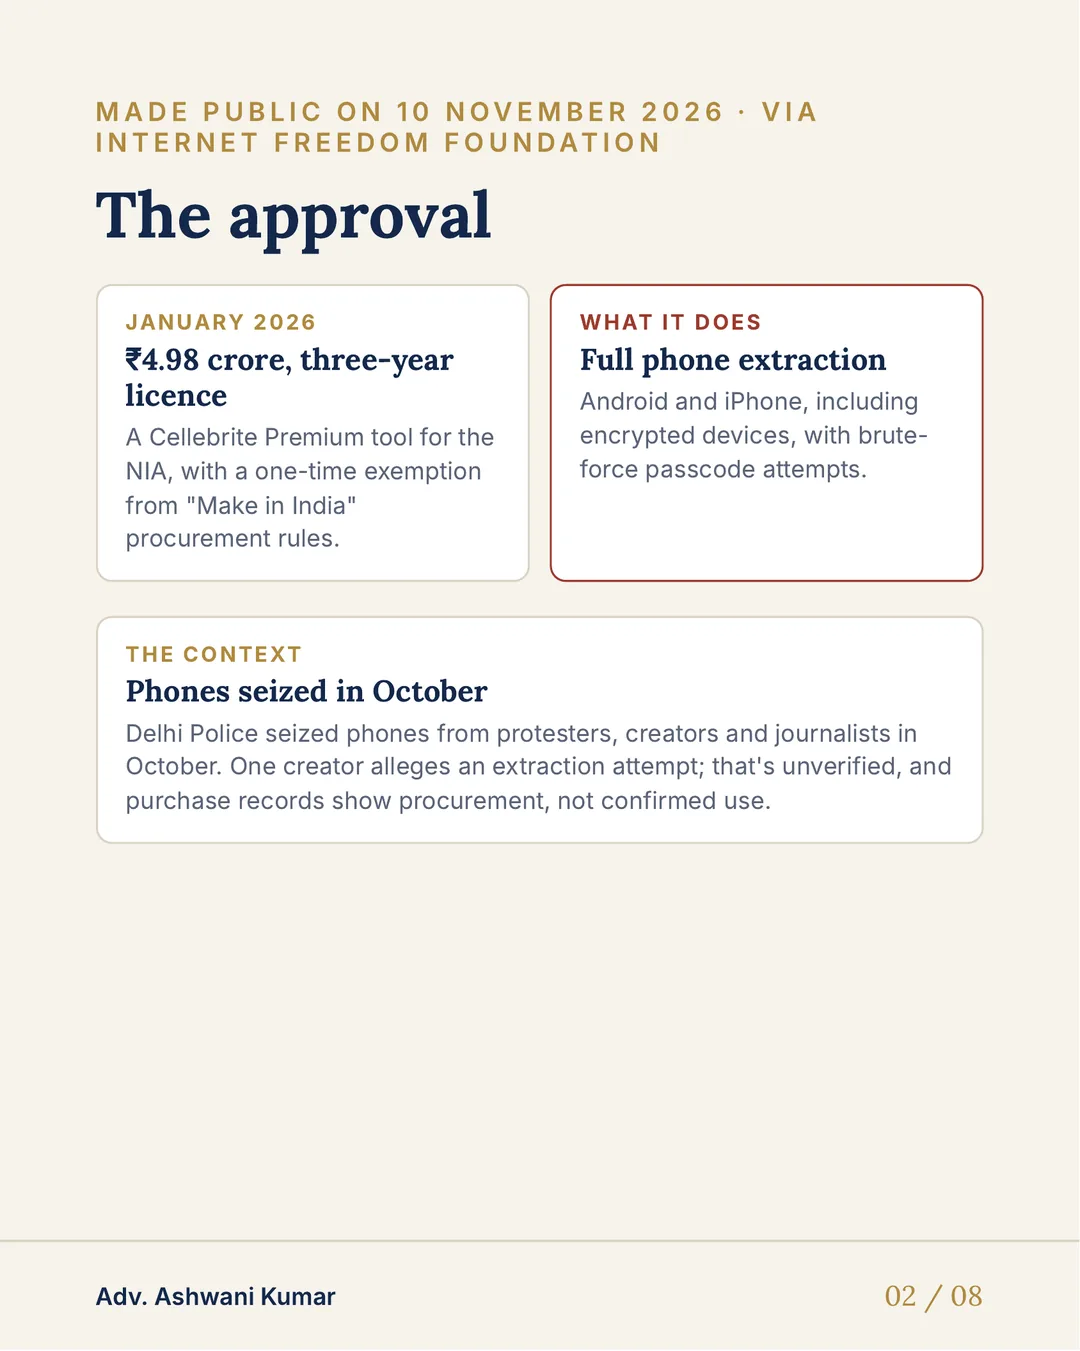 MADE PUBLIC ON 10 NOVEMBER 2026 · VIA
INTERNET FREEDOM FOUNDATION
The approval
JANUARY 2026
₹4.98 crore, three-year
licence
A Cellebrite Premium tool for the
NIA, with a one-time exemption
from "Make in India"
procurement rules.
WHAT IT DOES
Full phone extraction
Android and iPhone, including
encrypted devices, with brute-
force passcode attempts.
THE CONTEXT
Phones seized in October
Delhi Police seized phones from protesters, creators and journalists in
October. One creator alleges an extraction attempt; that's unverified, and
purchase records show procurement, not confirmed use.
Adv. Ashwani Kumar
02 / 08